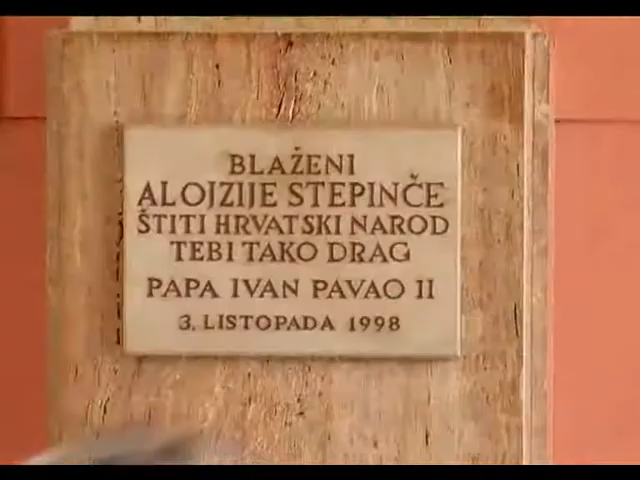 BLAŽENI
ALOJZIJE STEPINČE
ŠTITI HRVATSKI NAROD
TEBI TAKO DRAG
PAPA IVAN PAVAO II
3. LISTOPADA 1998